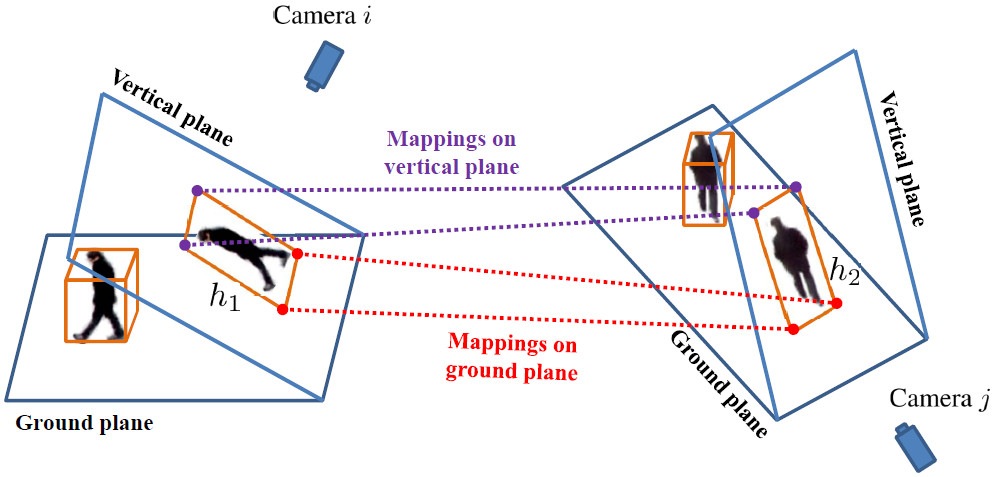 Camera i
Vertical plane
Mappings on
vertical plane
Vertical plane
h1
h2
Mappings on
ground plane
Ground plane
Ground plane
Camera j